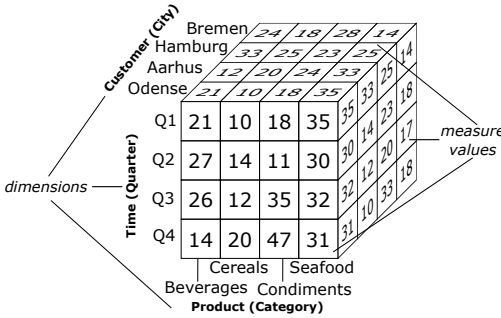 Customer (City)
Bremen 24 18 28 14
Hamburg 33 25 23 25
Aarhus 12 20 24 33
Odense 21 10 18 35
Q1 21 10 18 35 35 33 25 14
Q2 27 14 11 30 30 14 23 18
Q3 26 12 35 32 32 12 20 17
Q4 14 20 47 31 31 10 33 18
measure
values
dimensions
Time (Quarter)
Cereals Seafood
Beverages Condiments
Product (Category)